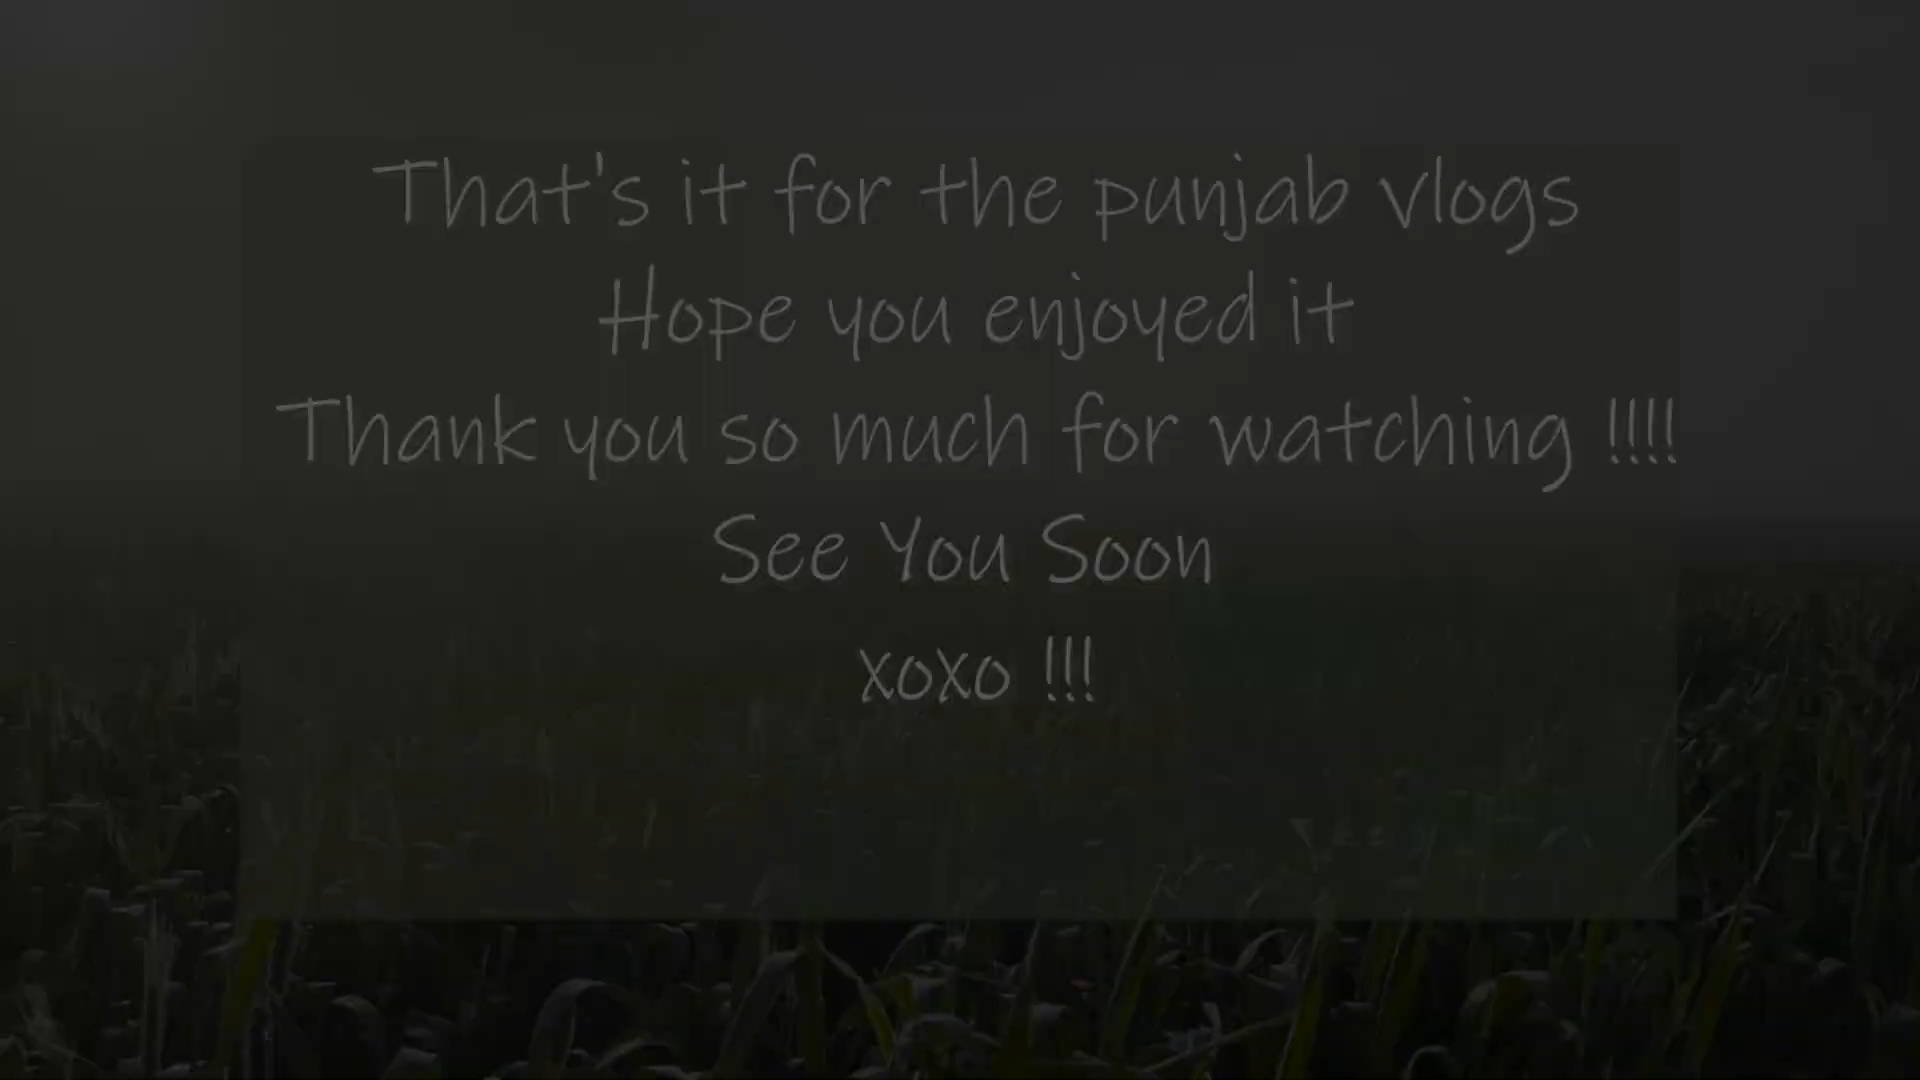 That's it for the punjab vlogs
Hope you enjoyed it
Thank you so much for watching !!!!
See You Soon
xoxo !!!